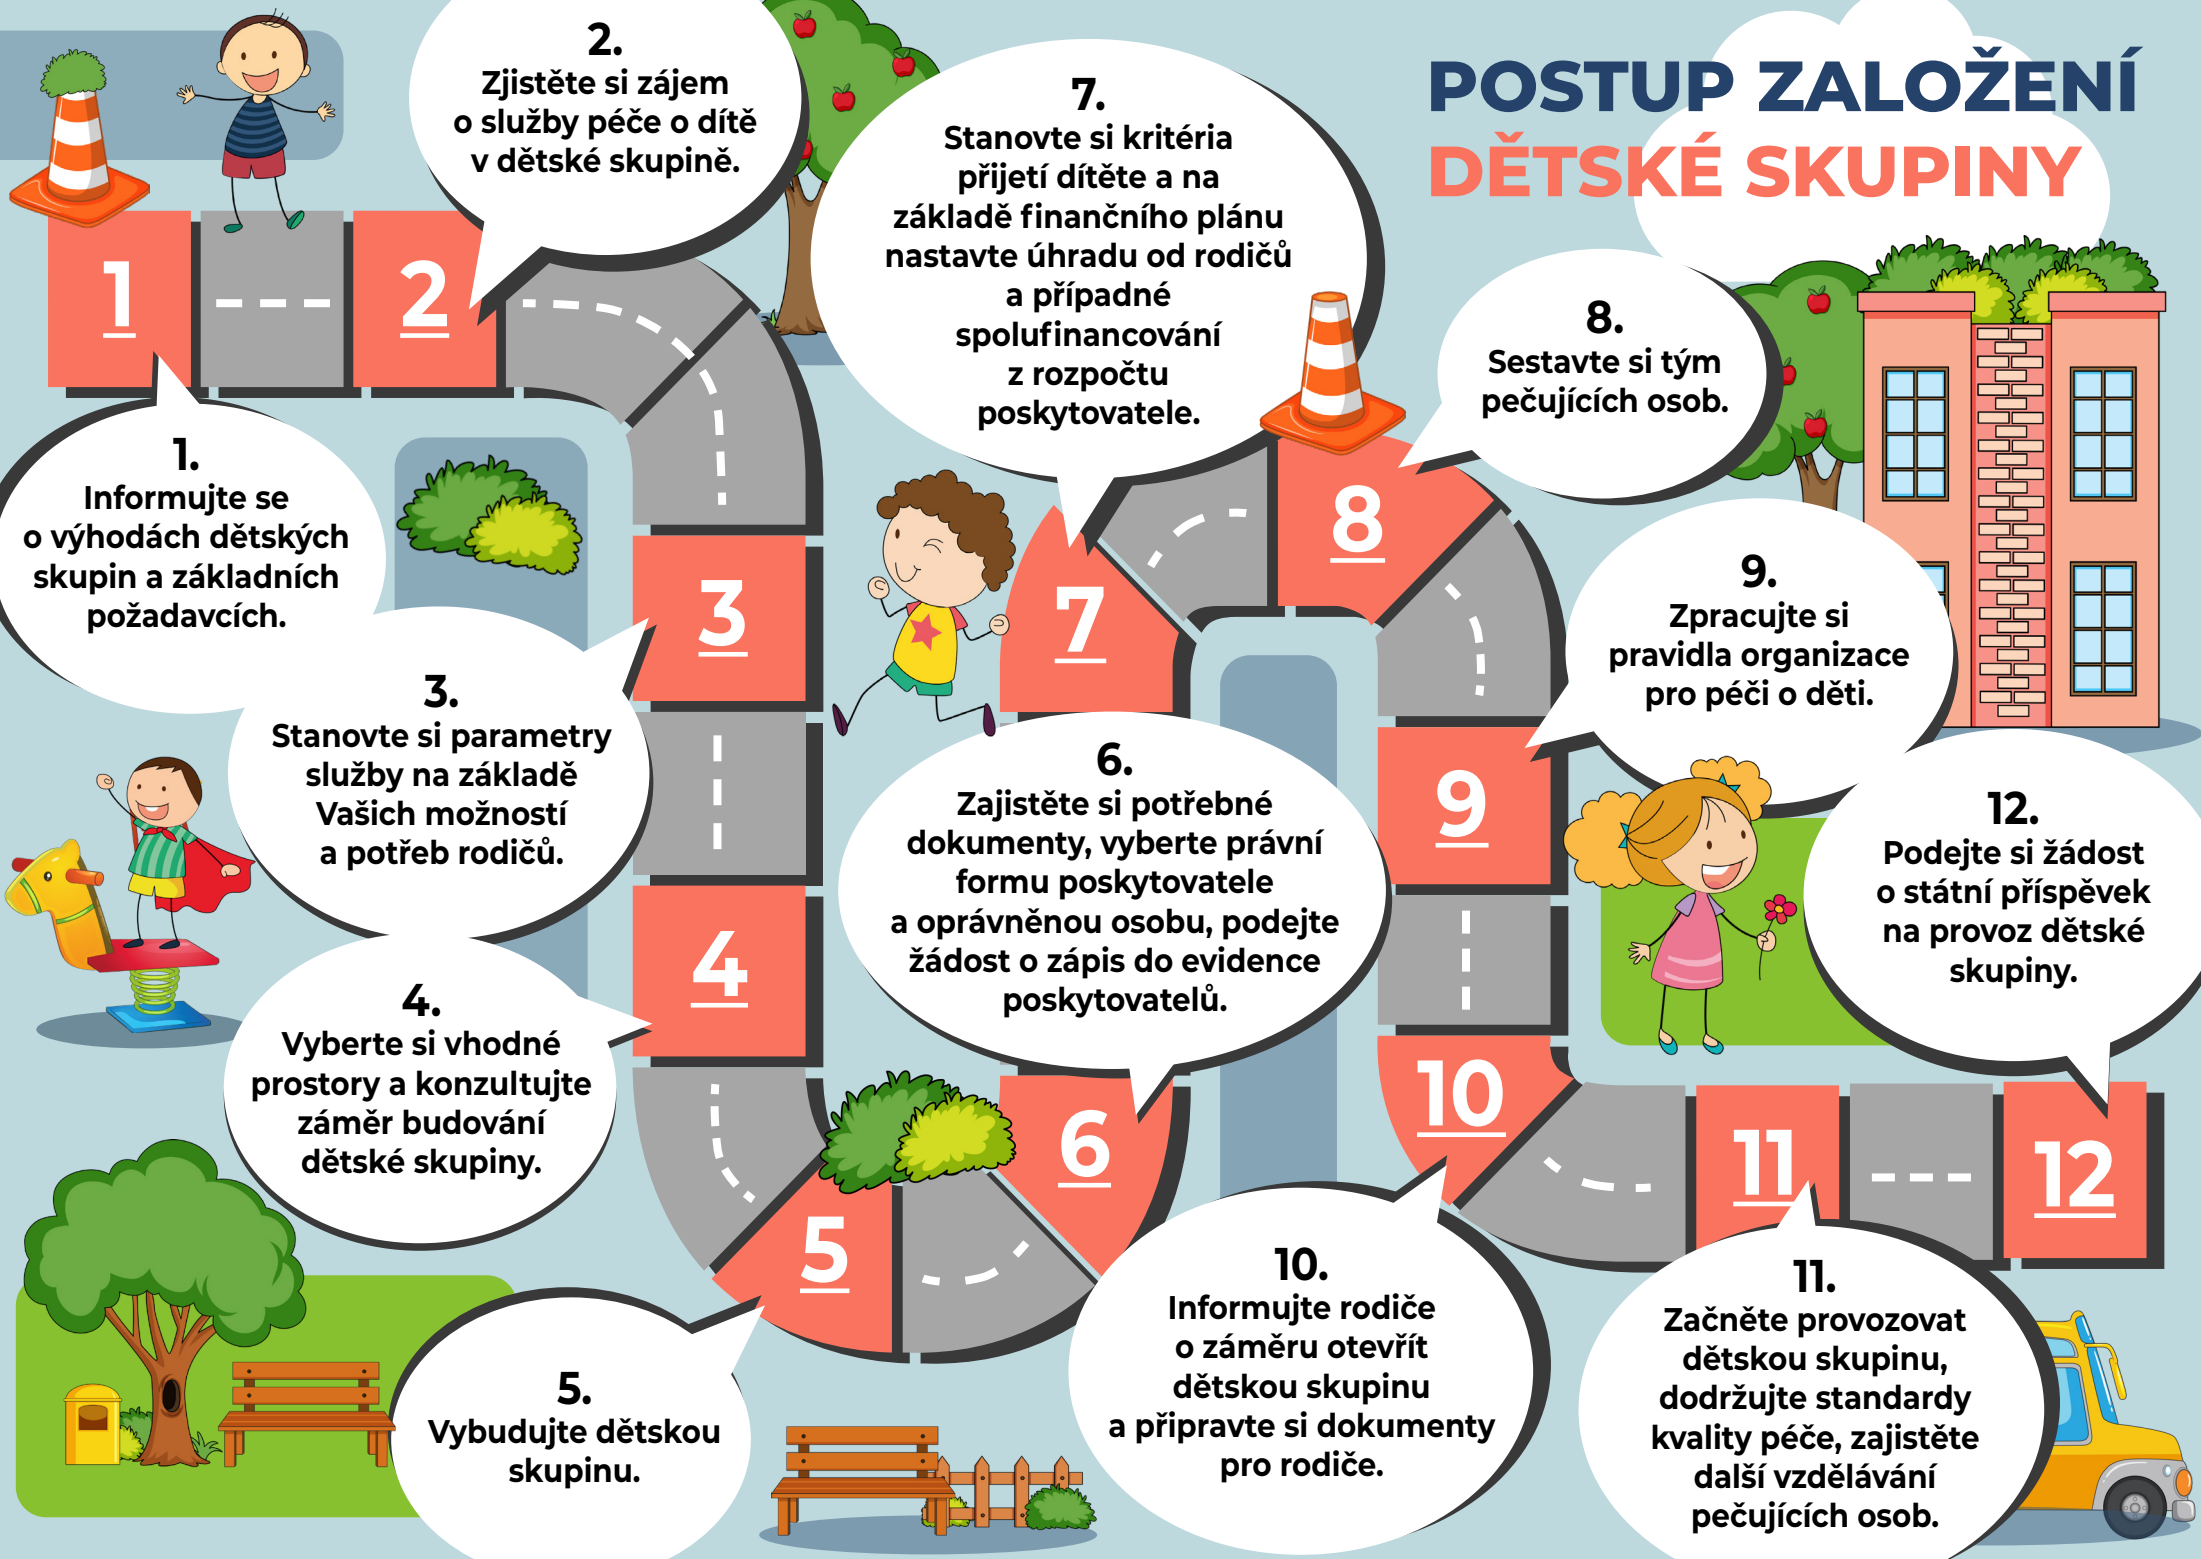 POSTUP ZALOŽENÍ
DĚTSKÉ SKUPINY
1
1.
Informujte se
o výhodách dětských
skupin a základních
požadavcích.
2
2.
Zjistěte si zájem
o služby péče o dítě
v dětské skupině.
3
3.
Stanovte si parametry
služby na základě
Vašich možností
a potřeb rodičů.
4
4.
Vyberte si vhodné
prostory a konzultujte
záměr budování
dětské skupiny.
5
5.
Vybudujte dětskou
skupinu.
6
6.
Zajistěte si potřebné
dokumenty, vyberte právní
formu poskytovatele
a oprávněnou osobu, podejte
žádost o zápis do evidence
poskytovatelů.
7
7.
Stanovte si kritéria
přijetí dítěte a na
základě finančního plánu
nastavte úhradu od rodičů
a případné
spolufinancování
z rozpočtu
poskytovatele.
8
8.
Sestavte si tým
pečujících osob.
9
9.
Zpracujte si
pravidla organizace
pro péči o děti.
10
10.
Informujte rodiče
o záměru otevřít
dětskou skupinu
a připravte si dokumenty
pro rodiče.
11
11.
Začněte provozovat
dětskou skupinu,
dodržujte standardy
kvality péče, zajistěte
další vzdělávání
pečujících osob.
12
12.
Podejte si žádost
o státní příspěvek
na provoz dětské
skupiny.